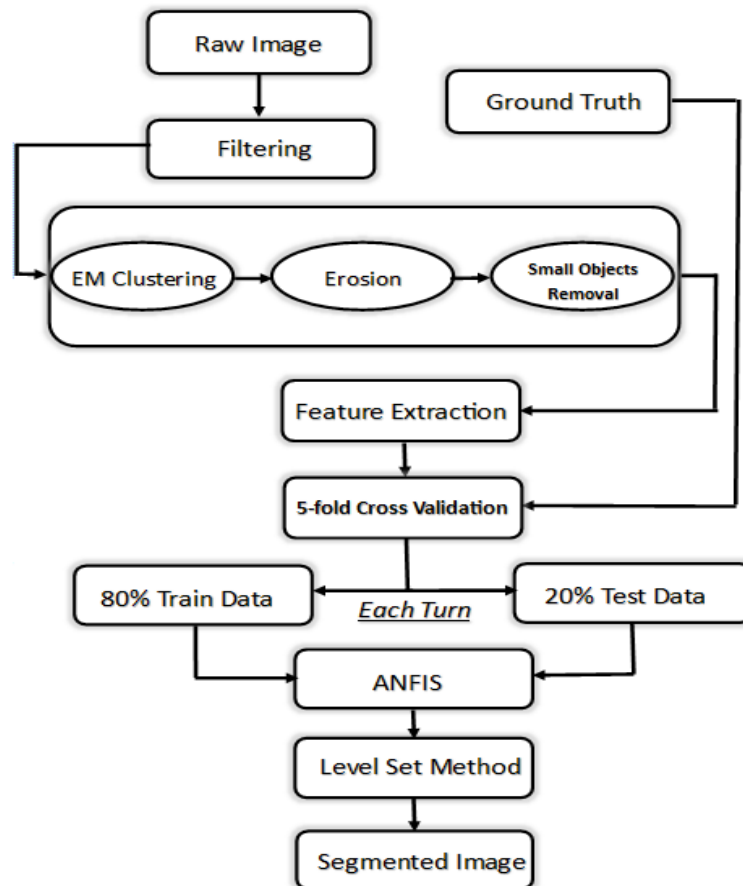 Raw Image
Ground Truth
Filtering
EM Clustering
Erosion
Small Objects
Removal
Feature Extraction
5-fold Cross Validation
80% Train Data
Each Turn
20% Test Data
ANFIS
Level Set Method
Segmented Image